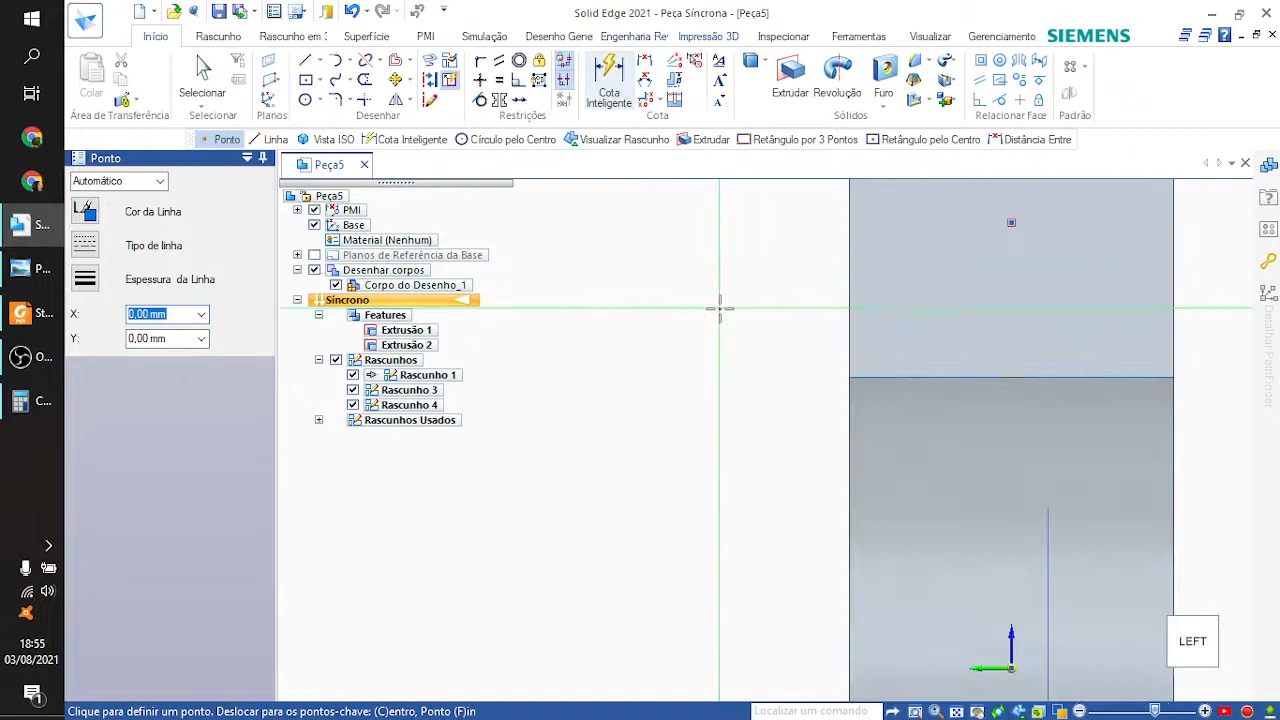 Solid Edge 2021 - Peça Síncrona - [Peça5]
Início Rascunho Rascunho em : Superfície PMI Simulação Desenho Gene Engenharia Re Impressão 3D Inspecionar Ferramentas Visualizar Gerenciamento SIEMENS
Colar Selecionar Cota Inteligente Extrudar Revolução Furo
Área de Transferência Planos Desenhar Restrições Cota Sólidos Relacionar Face Padrão
Ponto Linha Vista ISO Cota Inteligente Círculo pelo Centro Visualizar Rascunho Extrudar Retângulo por 3 Pontos Retângulo pelo Centro Distância Entre
Ponto
Peça5
Automático
Cor da Linha
Tipo de linha
Espessura da Linha
X: 0,00 mm
Y: 0,00 mm
Peça5
PMI
Base
Material (Nenhum)
Planos de Referência da Base
Desenhar corpos
Corpo do Desenho_1
Síncrono
Features
Extrusão 1
Extrusão 2
Rascunhos
Rascunho 1
Rascunho 3
Rascunho 4
Rascunhos Usados
S...
P...
St...
O...
C...
18:55
03/08/2021
LEFT
Clique para definir um ponto. Deslocar para os pontos-chave: (C)entro, Ponto (F)in
Localizar um comando